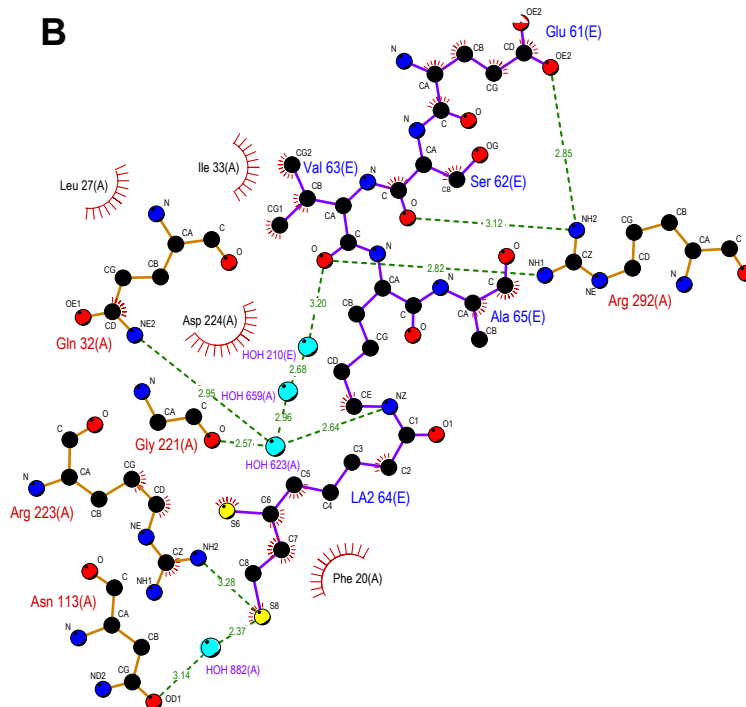 B
OE2
Glu 61(E)
CB
CD
N
OE2
CA
CG
C
O
N
OG
CG2
Val 63(E)
CA
Ile 33(A)
N
C
CB
Ser 62(E)
2.85
Leu 27(A)
CB
CG1
CA
O
3.12
NH2
CG
CB
N
CA
C
C
N
O
O
2.82
NH1
CZ
CD
CA
C
O
CG
CB
O
CA
N
C
NE
N
OE1
3.20
C
CA
Ala 65(E)
Arg 292(A)
Asp 224(A)
CB
O
CB
CD
NE2
Gln 32(A)
HOH 210(E)
CG
2.68
CD
N
2.95
HOH 659(A)
CE
NZ
CA
C
2.96
2.64
C1
O1
C
O
Gly 221(A)
O
2.57
HOH 623(A)
C3
C2
CA
CG
C5
LA2 64(E)
N
CD
C4
Arg 223(A)
CB
S6
C6
NE
C7
CZ
NH2
C8
Phe 20(A)
O
NH1
3.28
Asn 113(A)
C
S8
CA
2.37
N
CB
HOH 882(A)
CG
3.14
ND2
OD1